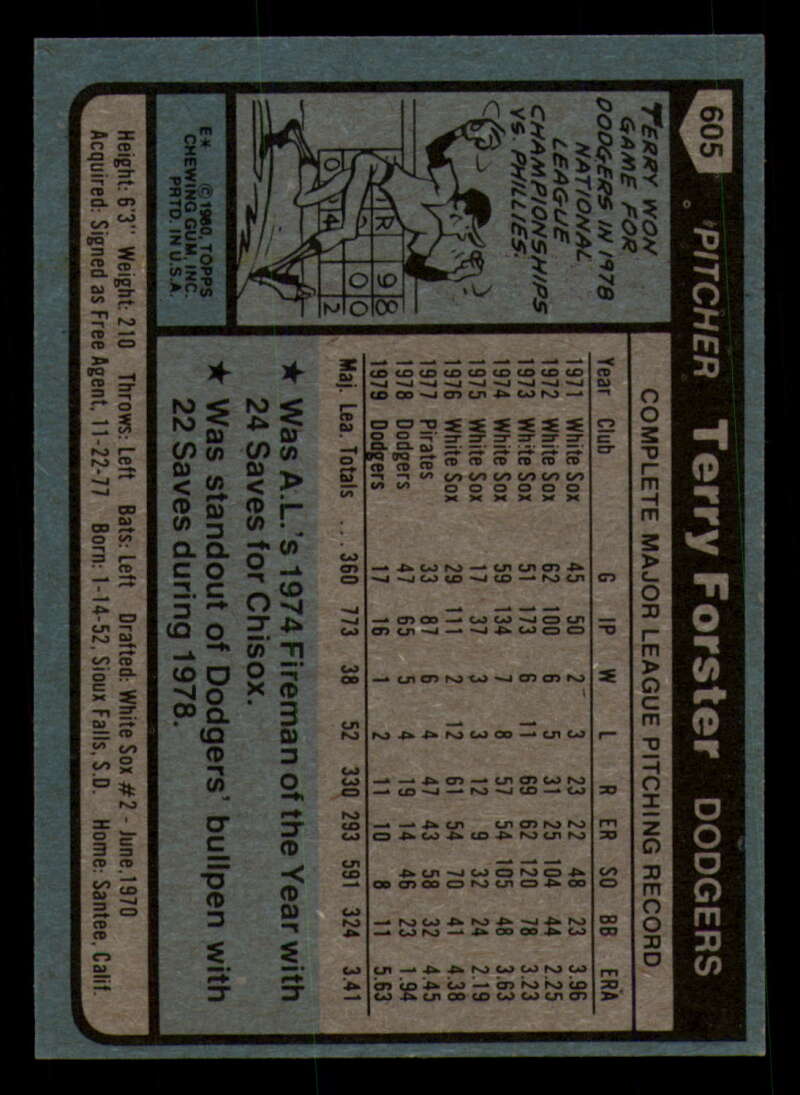 605 PITCHER Terry Forster DODGERS
TERRY WON
GAME FOR
DODGERS IN 1978
NATIONAL
LEAGUE
CHAMPIONSHIPS
VS. PHILLIES.
COMPLETE MAJOR LEAGUE PITCHING RECORD
Year Club G IP W L R ER SO BB ERA
1971 White Sox 45 50 2 3 23 22 48 23 3.96
1972 White Sox 62 100 6 5 31 25 104 44 2.25
1973 White Sox 51 173 6 11 69 62 120 78 3.23
1974 White Sox 59 134 7 8 57 54 105 48 3.63
1975 White Sox 17 37 3 3 12 9 32 24 2.19
1976 White Sox 29 111 2 12 61 54 70 41 4.38
1977 Pirates 33 87 6 4 47 43 58 32 4.45
1978 Dodgers 47 65 5 4 19 14 46 23 1.94
1979 Dodgers 17 16 1 2 11 10 8 11 5.63
Maj. Lea. Totals ... 360 773 38 52 330 293 591 324 3.41
★ Was A.L.'s 1974 Fireman of the Year with
24 Saves for Chisox.
★ Was standout of Dodgers' bullpen with
22 Saves during 1978.
E* © 1980 TOPPS
CHEWING GUM, INC.
PRTD. IN U.S.A.
Height: 6'3" Weight: 210 Throws: Left Bats: Left Drafted: White Sox #2 - June, 1970
Acquired: Signed as Free Agent, 11-22-77 Born: 1-14-52, Sioux Falls, S.D. Home: Santee, Calif.